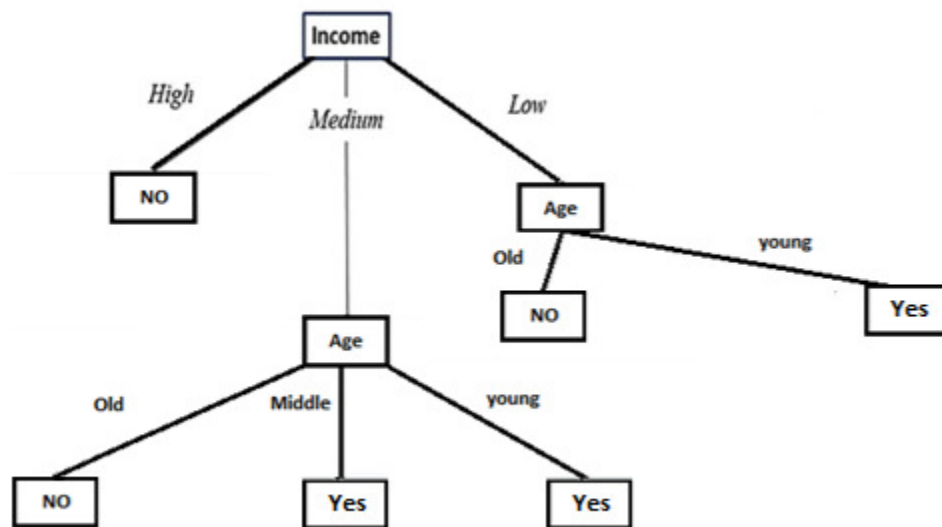 Income
High
Medium
Low
NO
Age
Old
young
NO
Yes
Age
Old
Middle
young
NO
Yes
Yes